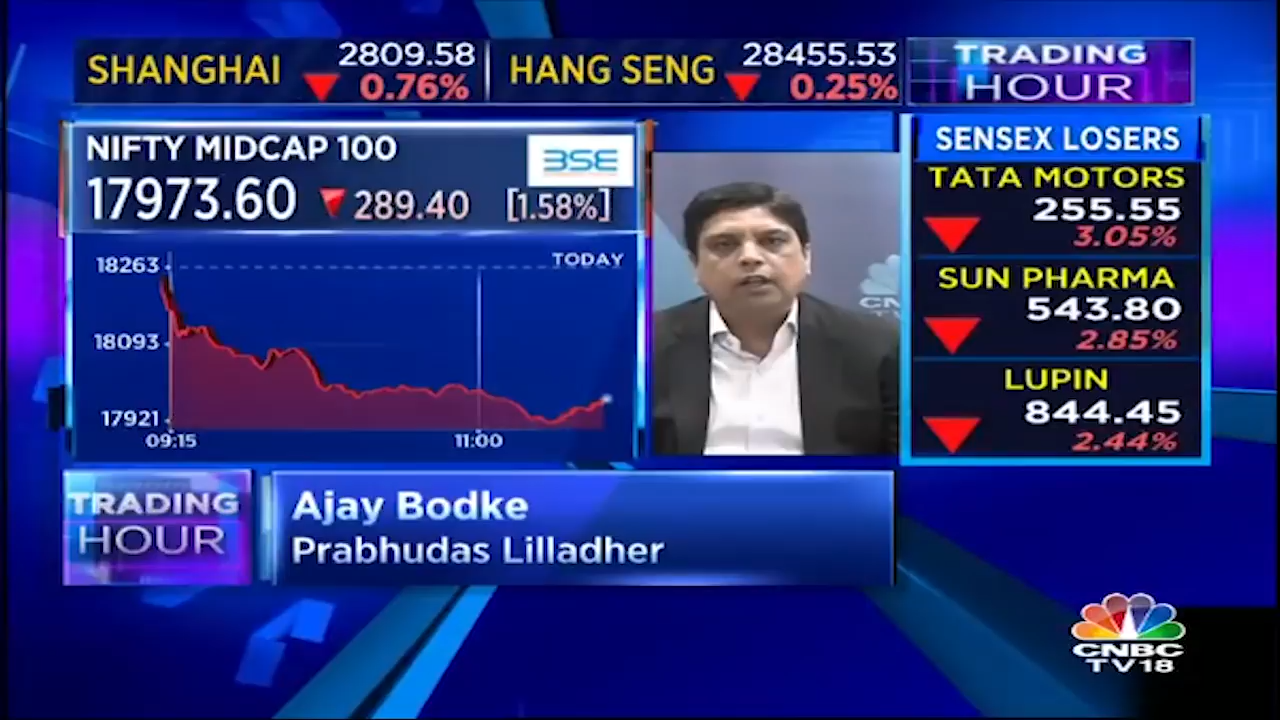 SHANGHAI
2809.58
0.76%
HANG SENG
28455.53
0.25%
TRADING
HOUR
NIFTY MIDCAP 100
BSE
17973.60 289.40 [1.58%]
TODAY
18263
18093
17921
09:15
11:00
CN
TV
SENSEX LOSERS
TATA MOTORS
255.55
3.05%
SUN PHARMA
543.80
2.85%
LUPIN
844.45
2.44%
TRADING
HOUR
Ajay Bodke
Prabhudas Lilladher
CNBC
TV18